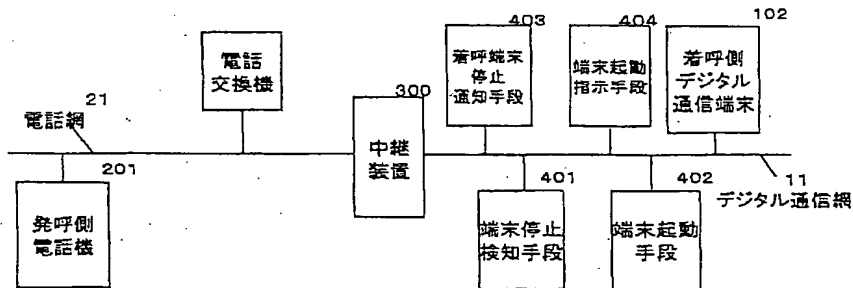 電話
交換機
21
電話網
201
発呼側
電話機
300
中継
装置
403
着呼端末
停止
通知手段
404
端末起動
指示手段
102
着呼側
デジタル
通信端末
401
端末停止
検知手段
402
端末起動
手段
11
デジタル通信網